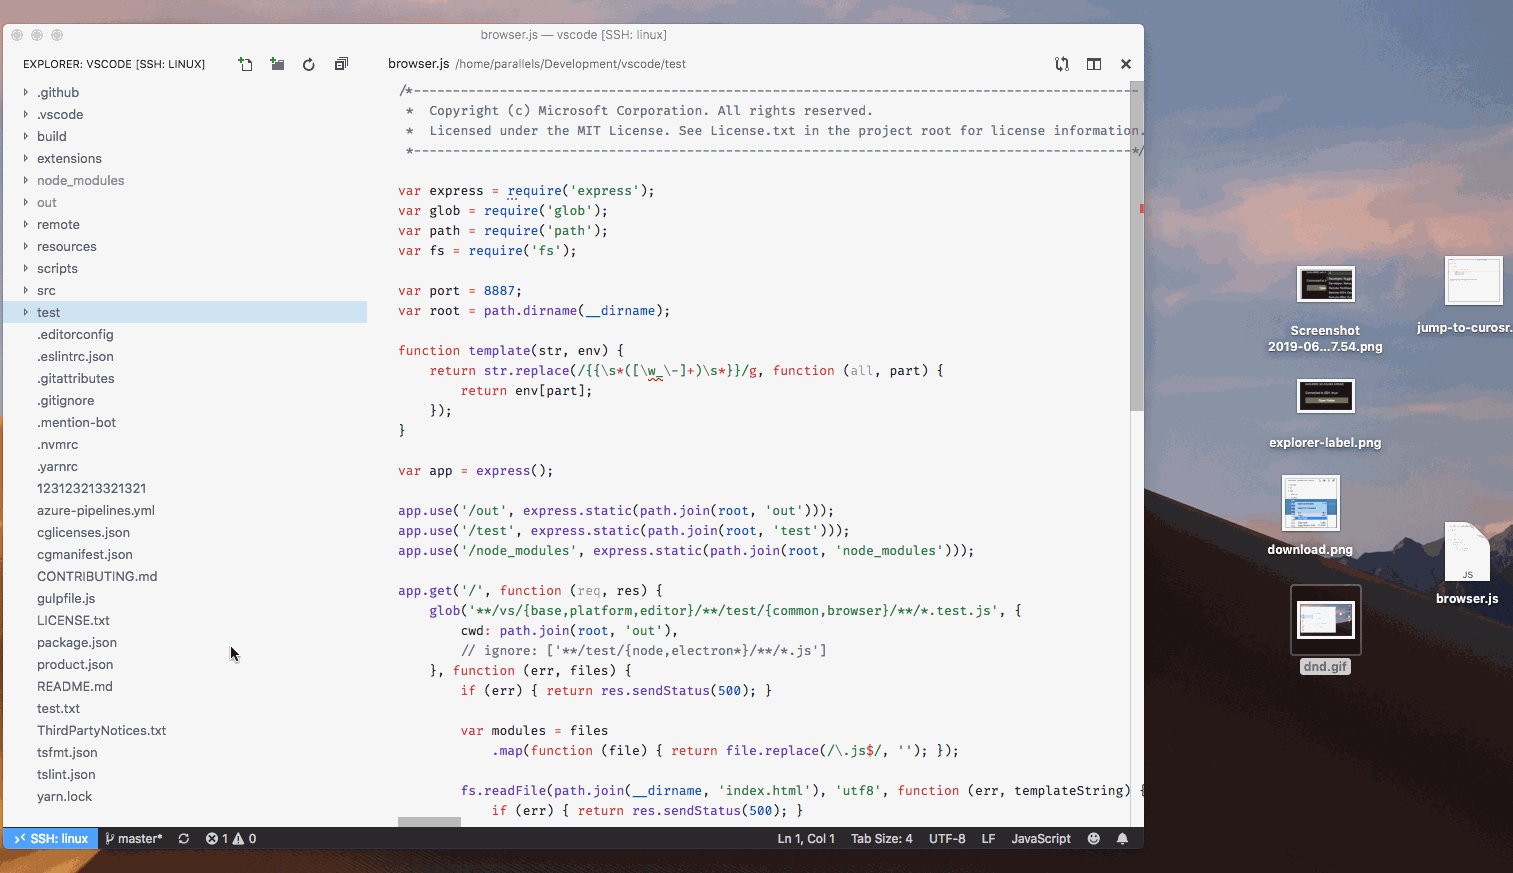 browser.js — vscode [SSH: linux]
EXPLORER: VSCODE [SSH: LINUX]
browser.js /home/parallels/Development/vscode/test
.github
.vscode
build
extensions
node_modules
out
remote
resources
scripts
src
test
.editorconfig
.eslintrc.json
.gitattributes
.gitignore
.mention-bot
.nvmrc
.yarnrc
123123213321321
azure-pipelines.yml
cglicenses.json
cgmanifest.json
CONTRIBUTING.md
gulpfile.js
LICENSE.txt
package.json
product.json
README.md
test.txt
ThirdPartyNotices.txt
tsfmt.json
tslint.json
yarn.lock
/*---------------------------------------------------------------------------------------------
*  Copyright (c) Microsoft Corporation. All rights reserved.
*  Licensed under the MIT License. See License.txt in the project root for license information.
*--------------------------------------------------------------------------------------------*/
var express = require('express');
var glob = require('glob');
var path = require('path');
var fs = require('fs');
var port = 8887;
var root = path.dirname(__dirname);
function template(str, env) {
return str.replace(/{{\s*([\w_\-]+)\s*}}/g, function (all, part) {
return env[part];
});
}
var app = express();
app.use('/out', express.static(path.join(root, 'out')));
app.use('/test', express.static(path.join(root, 'test')));
app.use('/node_modules', express.static(path.join(root, 'node_modules')));
app.get('/', function (req, res) {
glob('**/vs/{base,platform,editor}/**/test/{common,browser}/**/*.test.js', {
cwd: path.join(root, 'out'),
// ignore: ['**/test/{node,electron*}/**/*.js']
}, function (err, files) {
if (err) { return res.sendStatus(500); }
var modules = files
.map(function (file) { return file.replace(/\.js$/, ''); });
fs.readFile(path.join(__dirname, 'index.html'), 'utf8', function (err, templateString) {
if (err) { return res.sendStatus(500); }
SSH: linux
master*
1
0
Ln 1, Col 1
Tab Size: 4
UTF-8
LF
JavaScript
Screenshot
2019-06...7.54.png
jump-to-curosr.
explorer-label.png
download.png
JS
browser.js
dnd.gif